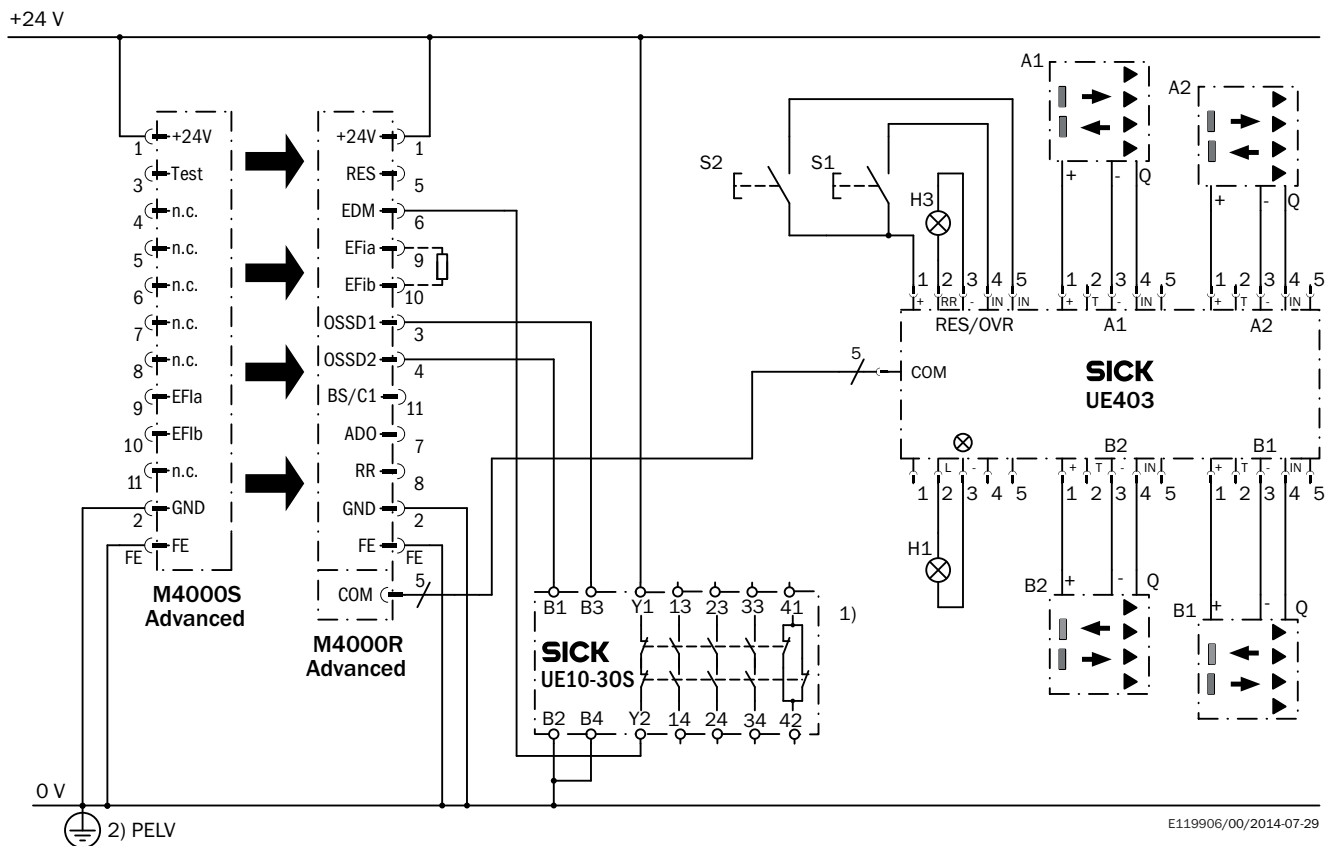 +24 V
A1
A2
+24V
1
Test
3
n.c.
4
n.c.
5
n.c.
6
n.c.
7
n.c.
8
EFIa
9
EFIb
10
n.c.
11
GND
2
FE
FE
M4000S
Advanced
+24V
1
RES
5
EDM
6
EFia
9
EFib
10
OSSD1
3
OSSD2
4
BS/C1
11
ADO
7
RR
8
GND
2
FE
FE
COM
5
M4000R
Advanced
S2
S1
H3
+ - Q
+ - Q
1 2 3 4 5
1 2 3 4 5
1 2 3 4 5
+ RR - IN IN
+ T - IN
+ T - IN
RES/OVR
A1
A2
5
COM
SICK
UE403
B2
B1
L -
+ T - IN
+ T - IN
1 2 3 4 5
1 2 3 4 5
1 2 3 4 5
H1
B2
+ - Q
B1
+ - Q
B1 B3 Y1 13 23 33 41
1)
SICK
UE10-30S
B2 B4 Y2 14 24 34 42
0 V
2) PELV
E119906/00/2014-07-29